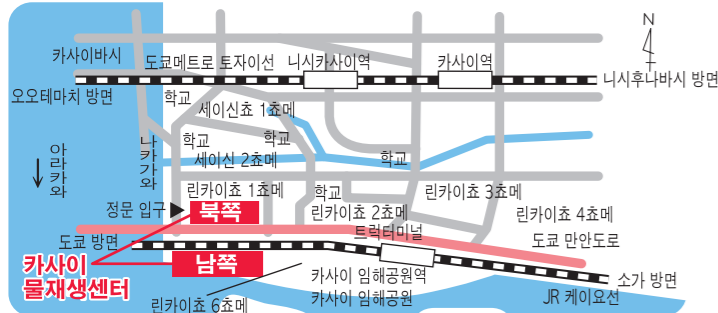 N
카사이바시
도쿄메트로 토자이선
니시카사이역
카사이역
니시후나바시 방면
오오테마치 방면
학교
세이신쵸 1쵸메
아라카와
나카가와
학교
학교
세이신 2쵸메
학교
린카이쵸 1쵸메
학교
린카이쵸 3쵸메
정문 입구
북쪽
린카이쵸 2쵸메
린카이쵸 4쵸메
트럭터미널
도쿄 방면
도쿄 만안도로
카사이
물재생센터
남쪽
카사이 임해공원역
소가 방면
린카이쵸 6쵸메
카사이 임해공원
JR 케이요선